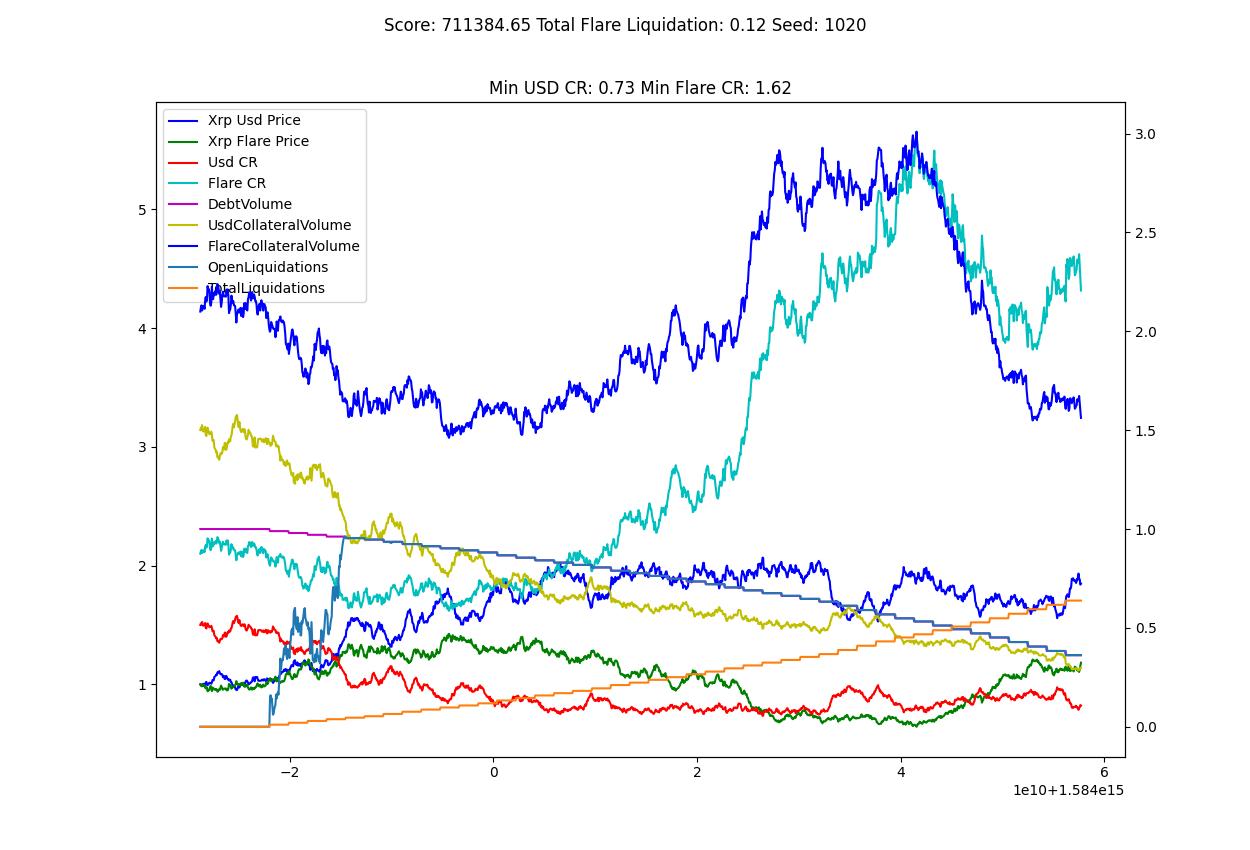 Score: 711384.65 Total Flare Liquidation: 0.12 Seed: 1020
Min USD CR: 0.73 Min Flare CR: 1.62
Xrp Usd Price
Xrp Flare Price
Usd CR
Flare CR
DebtVolume
UsdCollateralVolume
FlareCollateralVolume
OpenLiquidations
TotalLiquidations
5
4
3
2
1
3.0
2.5
2.0
1.5
1.0
0.5
0.0
−2
0
2
4
6
1e10+1.584e15